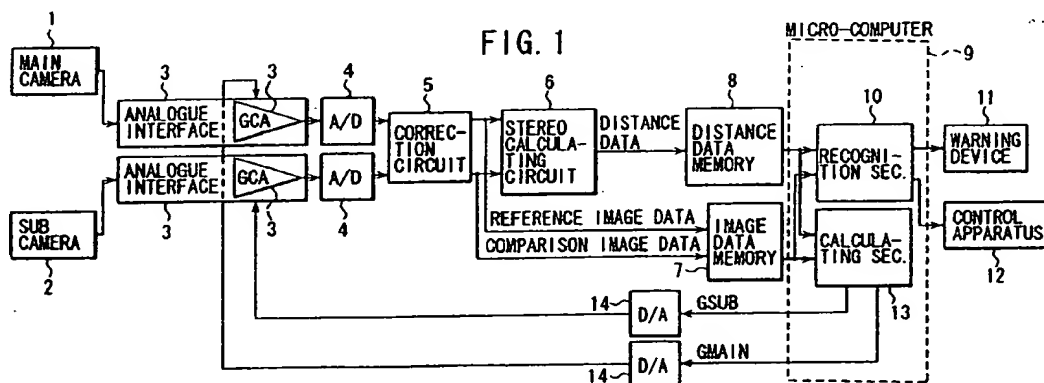 FIG. 1
MICRO-COMPUTER
9
1
MAIN
CAMERA
3
ANALOGUE
INTERFACE
3
GCA
4
A/D
5
CORREC-
TION
CIRCUIT
6
STEREO
CALCULA-
TING
CIRCUIT
DISTANCE
DATA
8
DISTANCE
DATA
MEMORY
10
RECOGNI-
TION SEC.
11
WARNING
DEVICE
ANALOGUE
INTERFACE
3
GCA
3
A/D
4
SUB
CAMERA
2
REFERENCE IMAGE DATA
COMPARISON IMAGE DATA
IMAGE
DATA
MEMORY
7
CALCULA-
TING SEC.
13
CONTROL
APPARATUS
12
14
D/A
GSUB
14
D/A
GMAIN